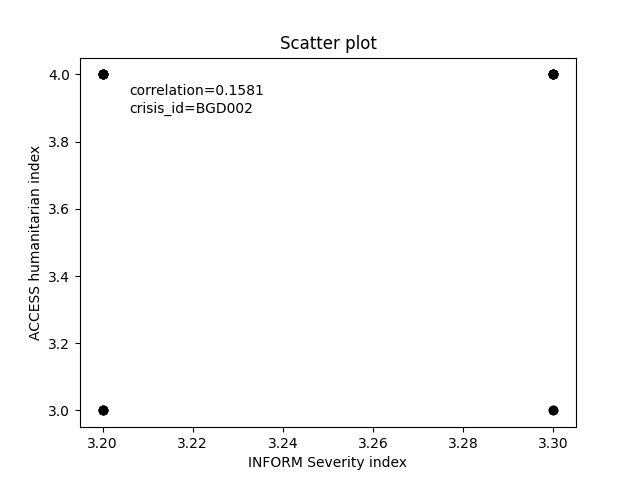 Scatter plot
4.0
correlation=0.1581
crisis_id=BGD002
3.8
3.6
3.4
3.2
3.0
ACCESS humanitarian index
3.20 3.22 3.24 3.26 3.28 3.30
INFORM Severity index